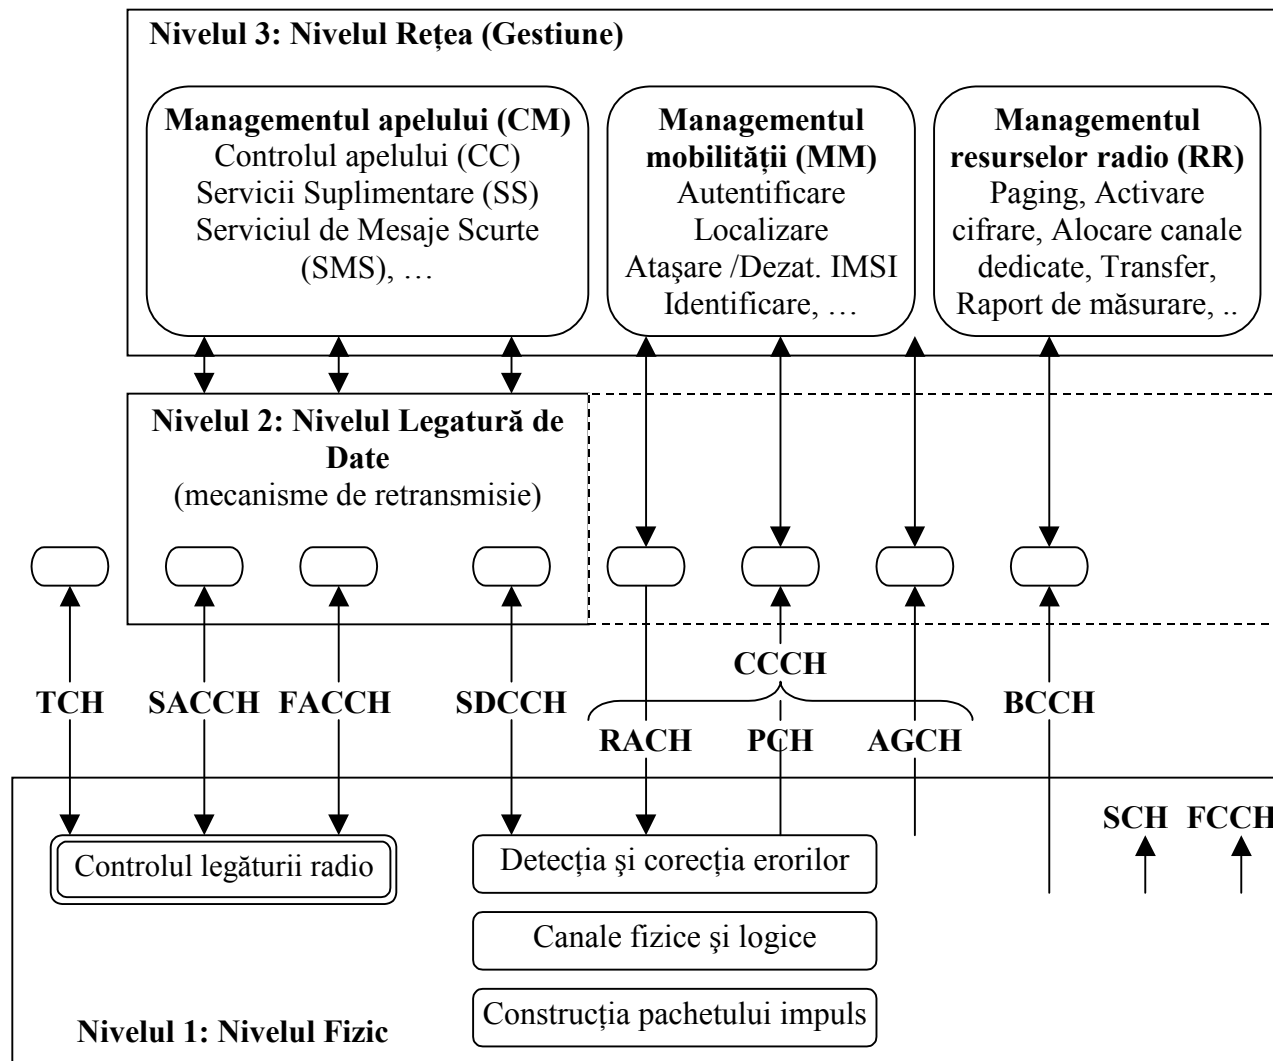 Nivelul 3: Nivelul Rețea (Gestiune)
Managementul apelului (CM)
Controlul apelului (CC)
Servicii Suplimentare (SS)
Serviciul de Mesaje Scurte
(SMS), …
Managementul
mobilității (MM)
Autentificare
Localizare
Ataşare /Dezat. IMSI
Identificare, …
Managementul
resurselor radio (RR)
Paging, Activare
cifrare, Alocare canale
dedicate, Transfer,
Raport de măsurare, ..
Nivelul 2: Nivelul Legatură de
Date
(mecanisme de retransmisie)
CCCH
TCH SACCH FACCH SDCCH BCCH
RACH PCH AGCH
SCH FCCH
Controlul legăturii radio
Detecția şi corecția erorilor
Canale fizice şi logice
Construcția pachetului impuls
Nivelul 1: Nivelul Fizic